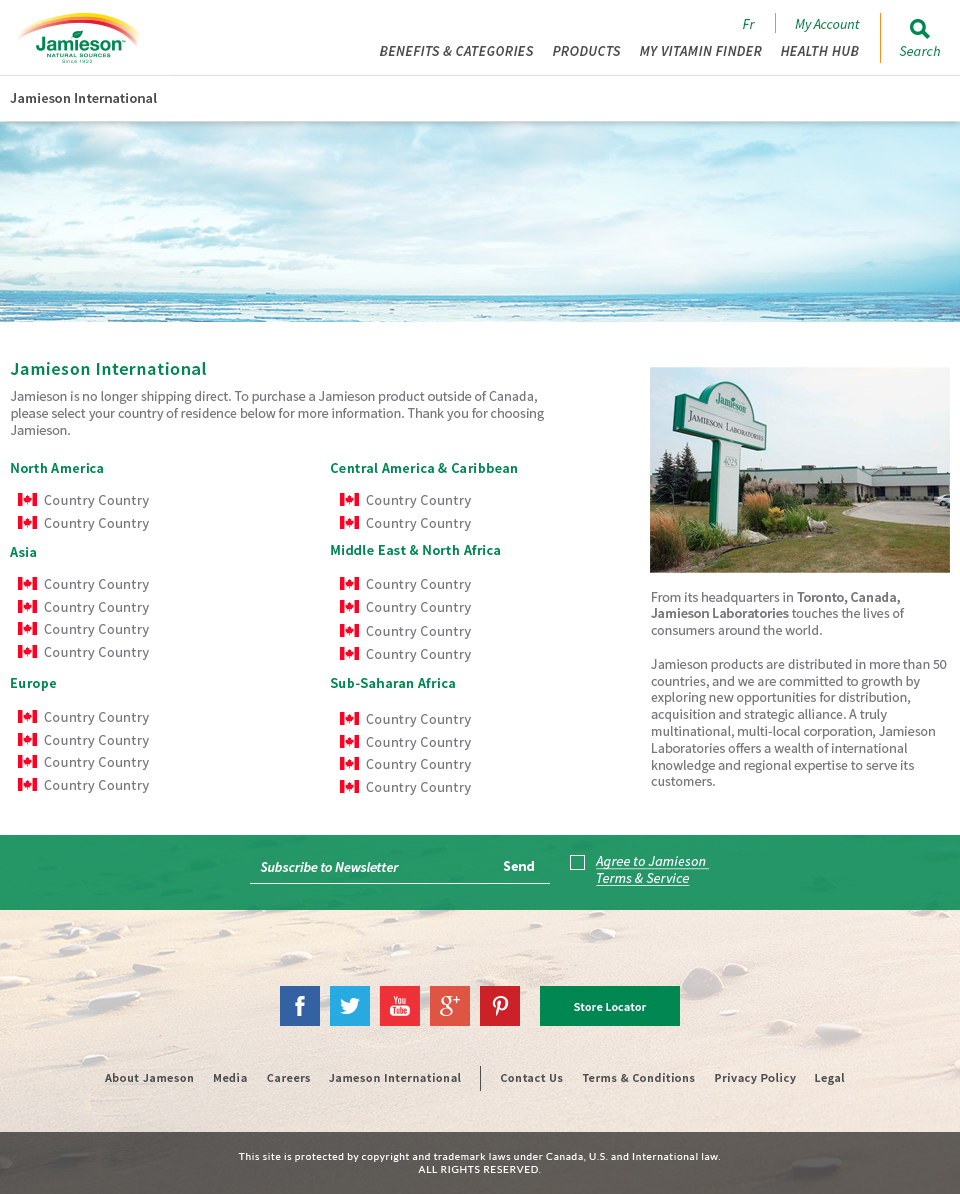 Jamieson
NATURAL SOURCES
Since 1922
Fr
My Account
BENEFITS & CATEGORIES
PRODUCTS
MY VITAMIN FINDER
HEALTH HUB
Search
Jamieson International
Jamieson International
Jamieson is no longer shipping direct. To purchase a Jamieson product outside of Canada,
please select your country of residence below for more information. Thank you for choosing
Jamieson.
North America
Country Country
Country Country
Asia
Country Country
Country Country
Country Country
Country Country
Europe
Country Country
Country Country
Country Country
Country Country
Central America & Caribbean
Country Country
Country Country
Middle East & North Africa
Country Country
Country Country
Country Country
Country Country
Sub-Saharan Africa
Country Country
Country Country
Country Country
Country Country
Jamieson
JAMIESON LABORATORIES
4025
From its headquarters in Toronto, Canada,
Jamieson Laboratories touches the lives of
consumers around the world.
Jamieson products are distributed in more than 50
countries, and we are committed to growth by
exploring new opportunities for distribution,
acquisition and strategic alliance. A truly
multinational, multi-local corporation, Jamieson
Laboratories offers a wealth of international
knowledge and regional expertise to serve its
customers.
Subscribe to Newsletter
Send
Agree to Jamieson
Terms & Service
f
You
Tube
g+
Store Locator
About Jameson
Media
Careers
Jameson International
Contact Us
Terms & Conditions
Privacy Policy
Legal
This site is protected by copyright and trademark laws under Canada, U.S. and International law.
ALL RIGHTS RESERVED.